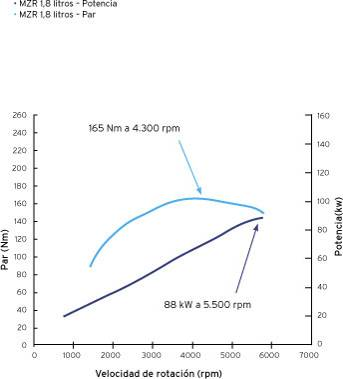 • MZR 1,8 litros - Potencia
• MZR 1,8 litros - Par
165 Nm a 4.300 rpm
88 kW a 5.500 rpm
Par (Nm)
260
240
220
200
180
160
140
120
100
80
60
40
20
0
Potencia(kw)
160
140
120
100
80
60
40
20
0
0 1000 2000 3000 4000 5000 6000 7000
Velocidad de rotación (rpm)